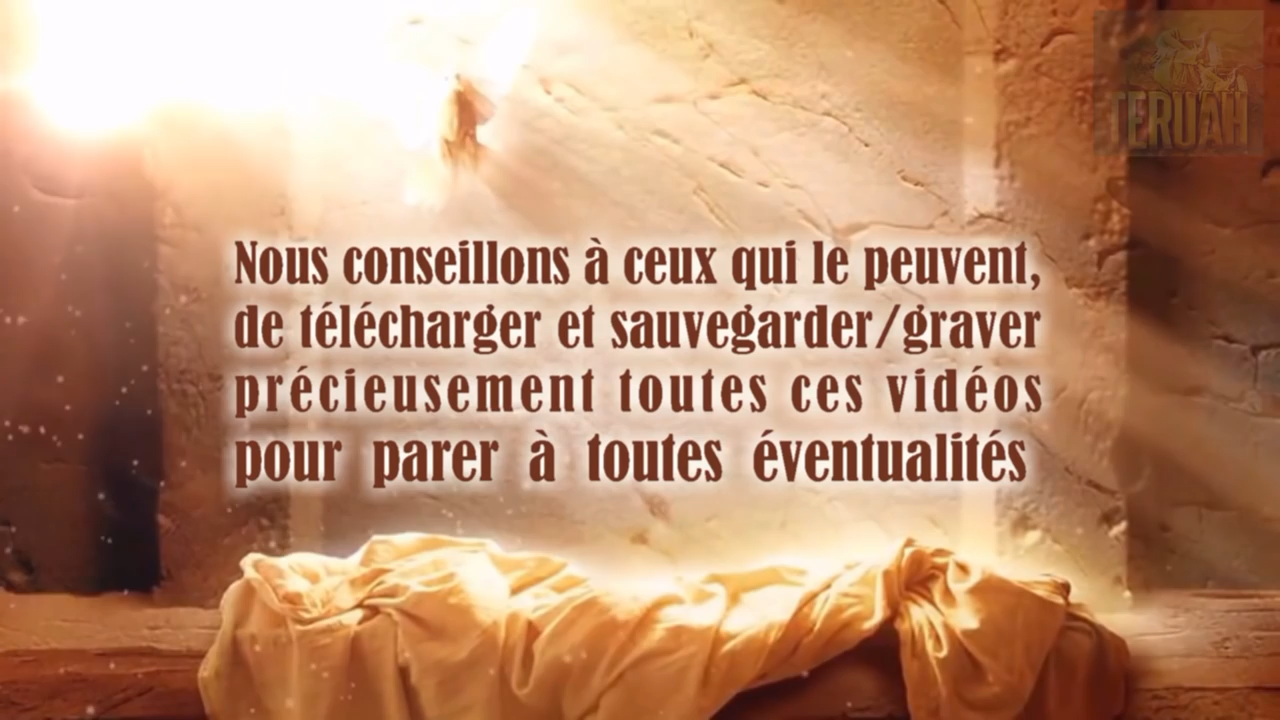 TERUAH
Nous conseillons à ceux qui le peuvent,
de télécharger et sauvegarder/graver
précieusement toutes ces vidéos
pour parer à toutes éventualités